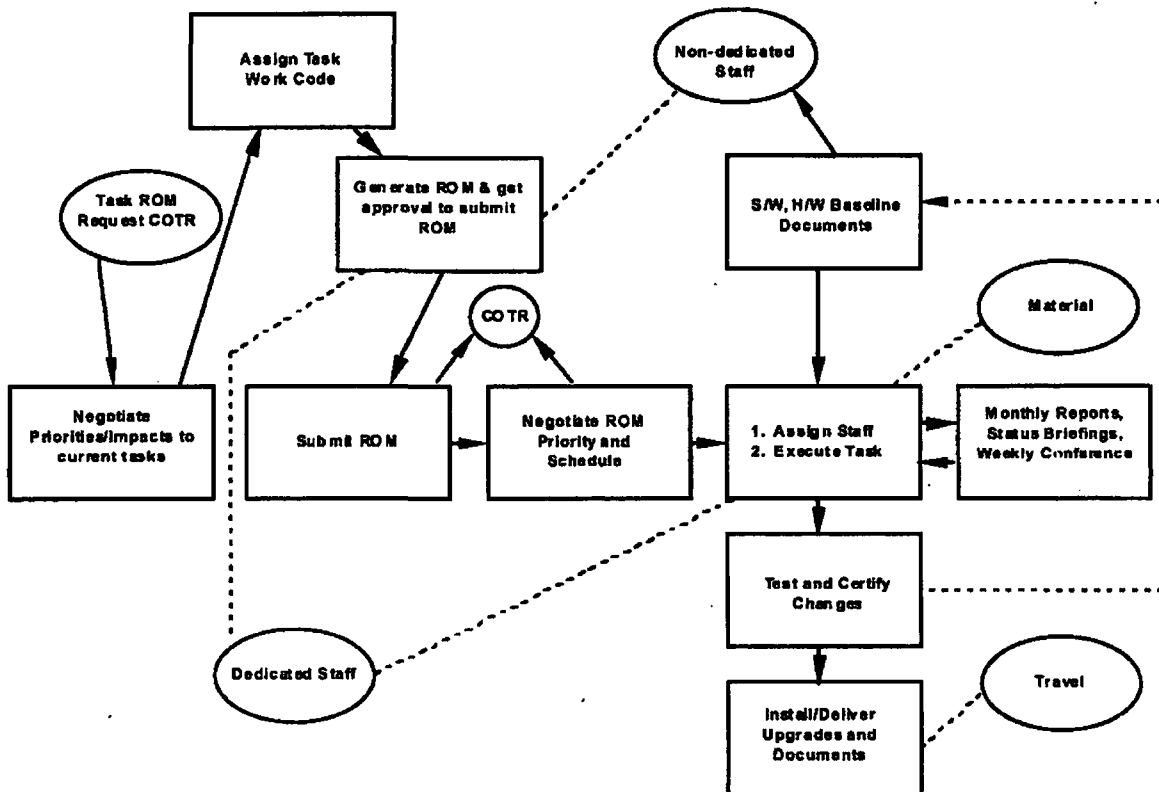 Assign Task
Work Code
Non-dedicated
Staff
Task ROM
Request COTR
Generate ROM & get
approval to submit
ROM
S/W, H/W Baseline
Documents
COTR
Material
Negotiate
Priorities/Impacts to
current tasks
Submit ROM
Negotiate ROM
Priority and
Schedule
1. Assign Staff
2. Execute Task
Monthly Reports,
Status Briefings,
Weekly Conference
Test and Certify
Changes
Dedicated Staff
Travel
Install/Deliver
Upgrades and
Documents